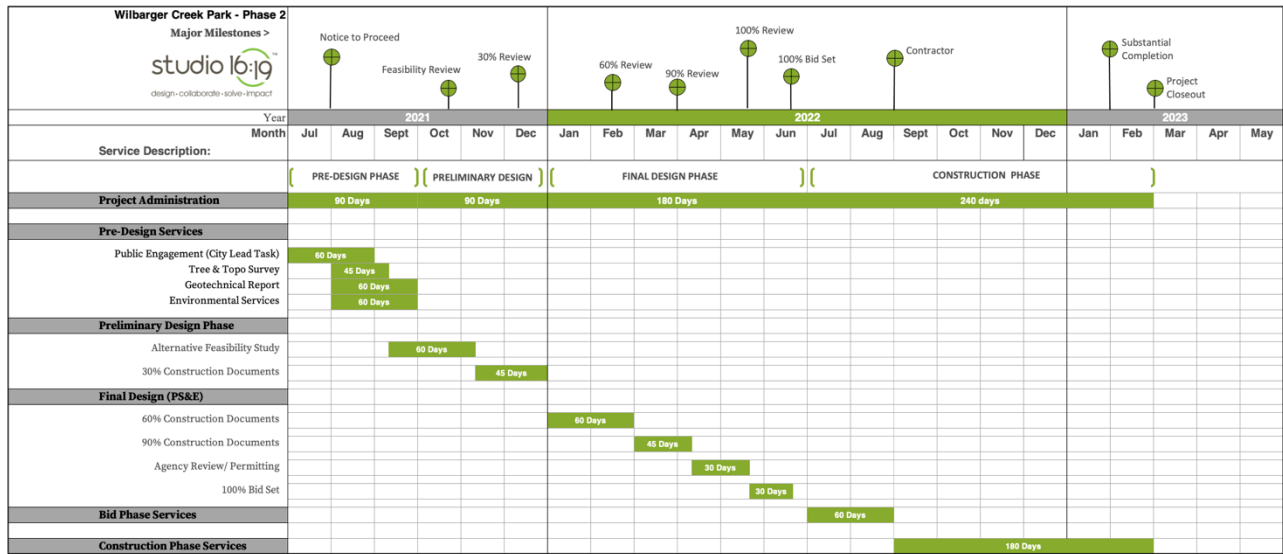 Wilbarger Creek Park - Phase 2
Major Milestones >
studio 16:19™
design·collaborate·solve·impact
Notice to Proceed
Feasibility Review
30% Review
60% Review
90% Review
100% Review
100% Bid Set
Contractor
Substantial
Completion
Project
Closeout
Year 2021 2022 2023
Month Jul Aug Sept Oct Nov Dec Jan Feb Mar Apr May Jun Jul Aug Sept Oct Nov Dec Jan Feb Mar Apr May
Service Description:
PRE-DESIGN PHASE PRELIMINARY DESIGN FINAL DESIGN PHASE CONSTRUCTION PHASE
Project Administration 90 Days 90 Days 180 Days 240 days
Pre-Design Services
Public Engagement (City Lead Task) 60 Days
Tree & Topo Survey 45 Days
Geotechnical Report 60 Days
Environmental Services 60 Days
Preliminary Design Phase
Alternative Feasibility Study 60 Days
30% Construction Documents 45 Days
Final Design (PS&E)
60% Construction Documents 60 Days
90% Construction Documents 45 Days
Agency Review/ Permitting 30 Days
100% Bid Set 30 Days
Bid Phase Services 60 Days
Construction Phase Services 180 Days